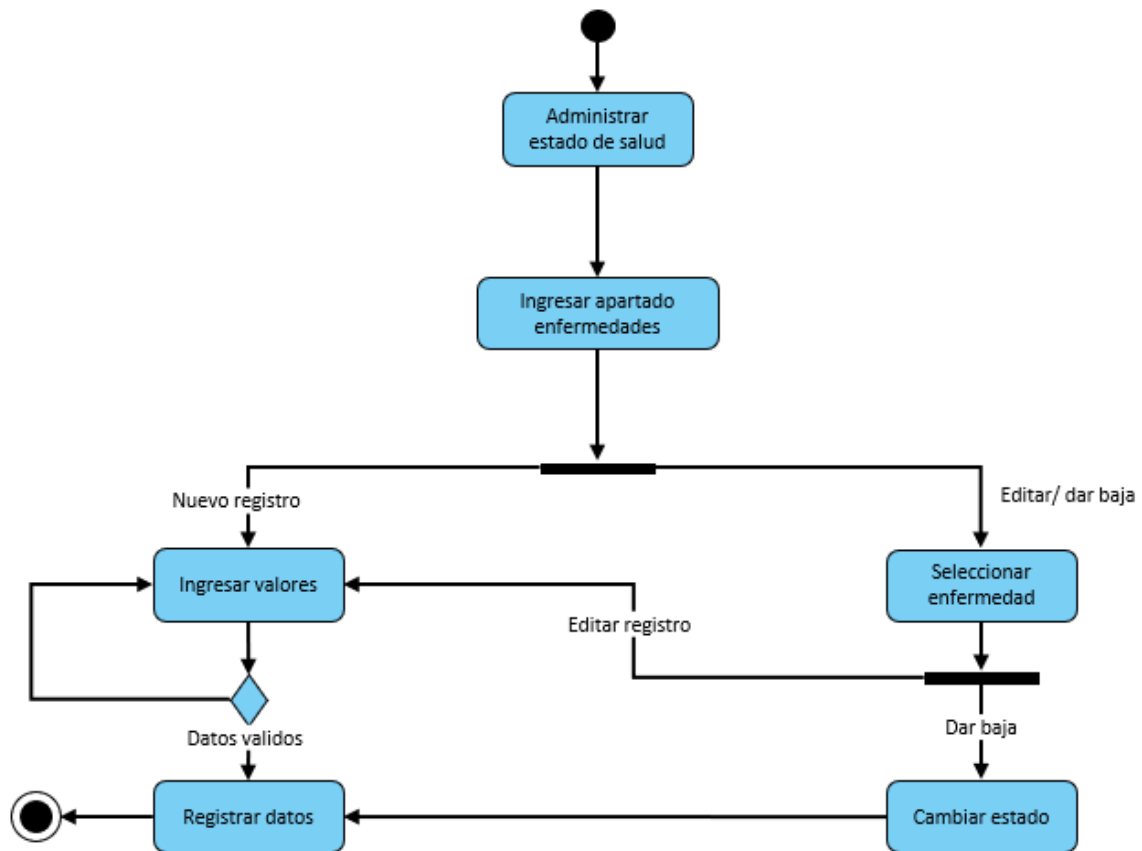 Administrar
estado de salud
Ingresar apartado
enfermedades
Nuevo registro
Editar/ dar baja
Ingresar valores
Seleccionar
enfermedad
Editar registro
Datos validos
Dar baja
Registrar datos
Cambiar estado